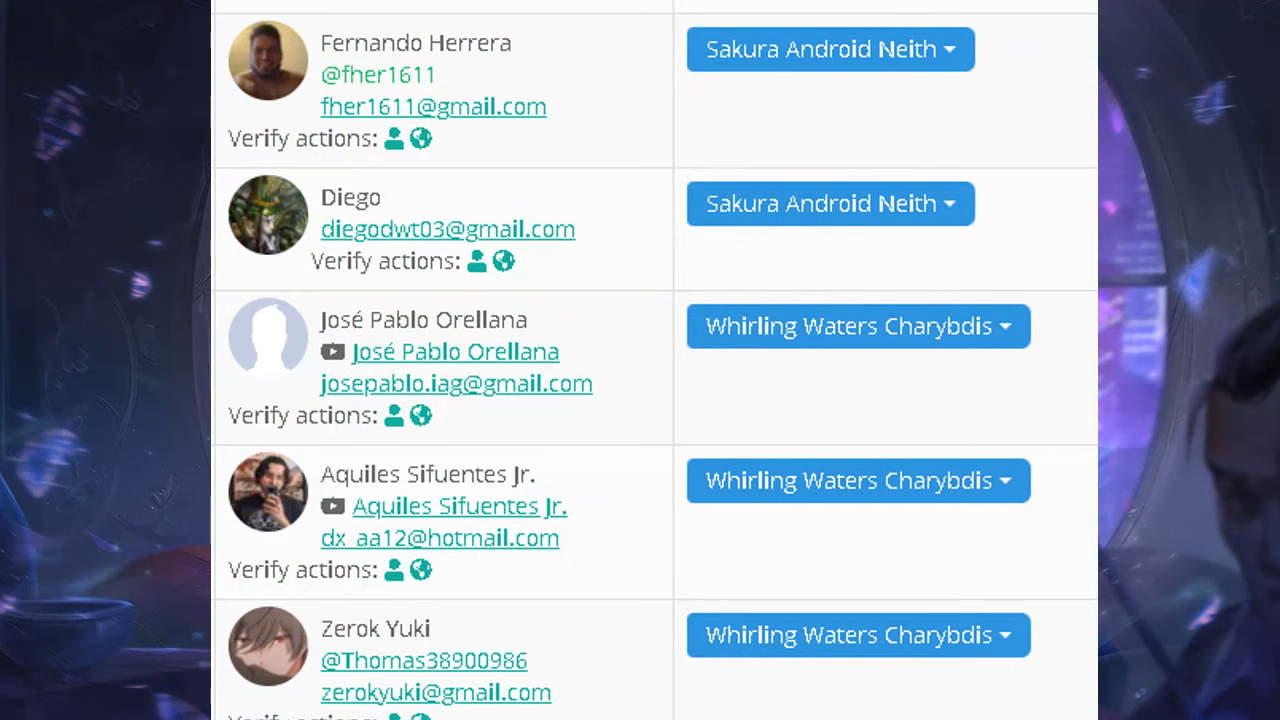 Fernando Herrera
@fher1611
fher1611@gmail.com
Verify actions:
Sakura Android Neith
Diego
diegodwt03@gmail.com
Verify actions:
Sakura Android Neith
José Pablo Orellana
José Pablo Orellana
josepablo.iag@gmail.com
Verify actions:
Whirling Waters Charybdis
Aquiles Sifuentes Jr.
Aquiles Sifuentes Jr.
dx_aa12@hotmail.com
Verify actions:
Whirling Waters Charybdis
Zerok Yuki
@Thomas38900986
zerokyuki@gmail.com
Verify actions:
Whirling Waters Charybdis